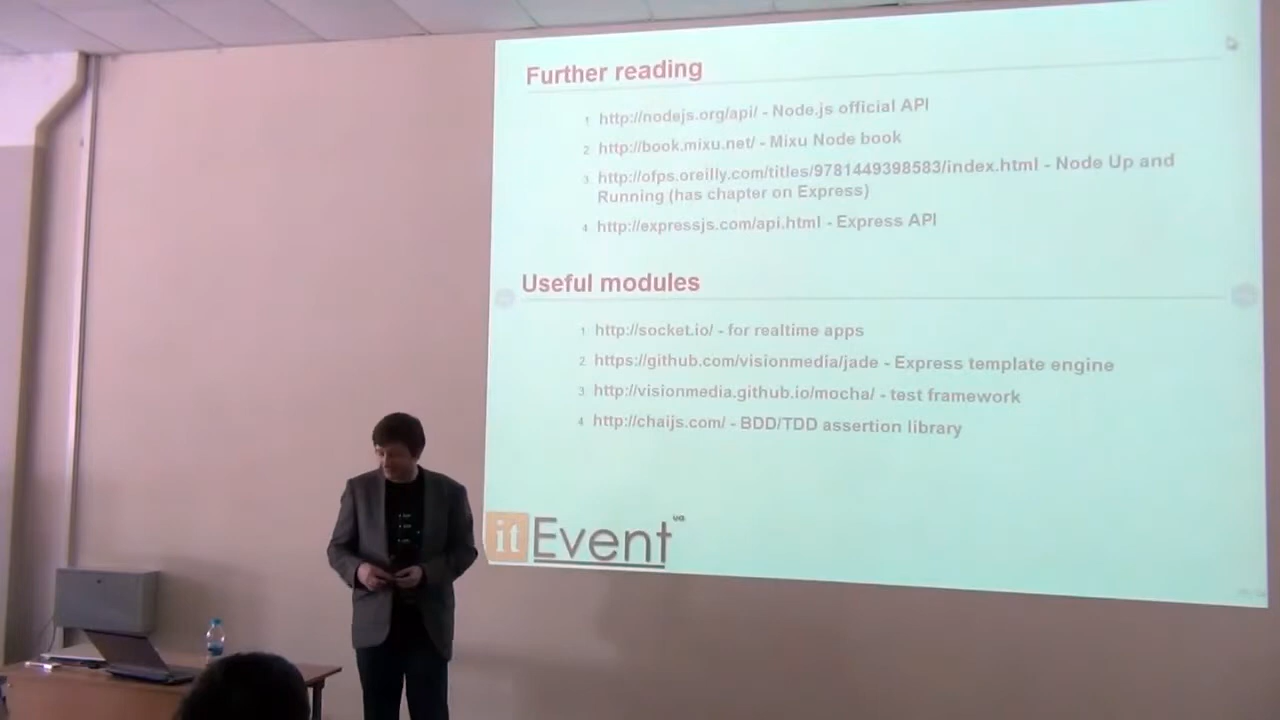 Further reading
1. http://nodejs.org/api/ - Node.js official API
2. http://book.mixu.net/ - Mixu Node book
3. http://ofps.oreilly.com/titles/9781449398583/index.html - Node Up and
Running (has chapter on Express)
4. http://expressjs.com/api.html - Express API
Useful modules
1. http://socket.io/ - for realtime apps
2. https://github.com/visionmedia/jade - Express template engine
3. http://visionmedia.github.io/mocha/ - test framework
4. http://chaijs.com/ - BDD/TDD assertion library
it Event ua